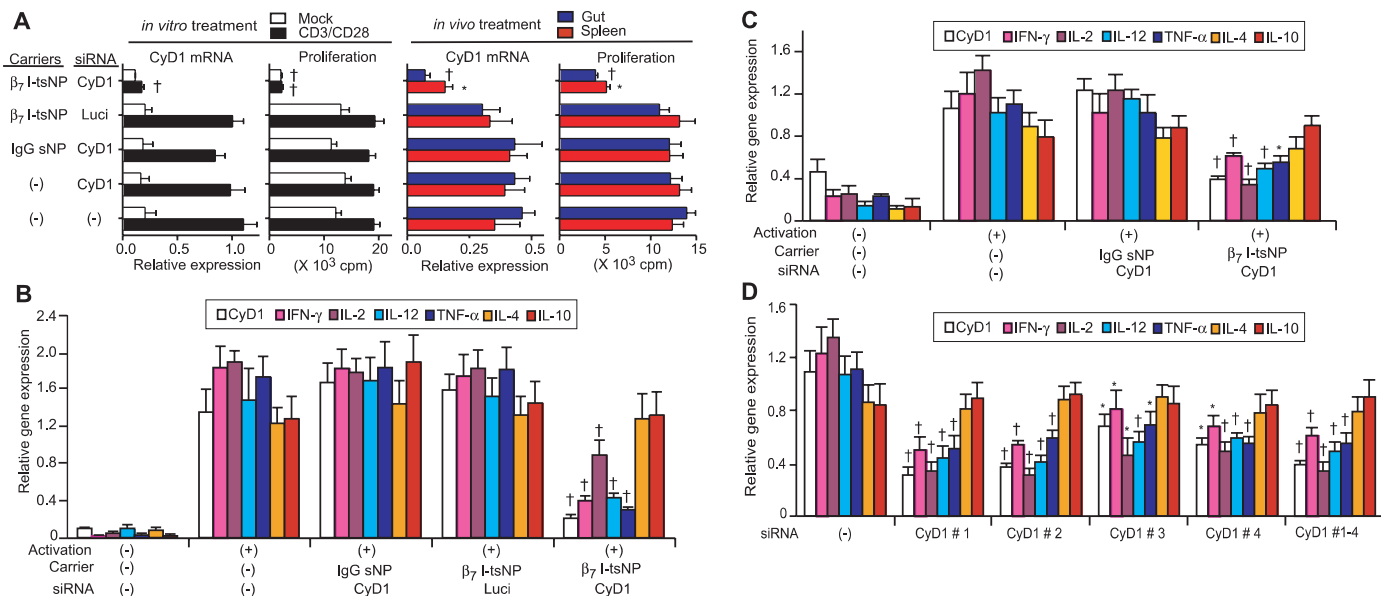 A
in vitro treatment
Mock
CD3/CD28
in vivo treatment
Gut
Spleen
Carriers siRNA CyD1 mRNA Proliferation CyD1 mRNA Proliferation
β7 I-tsNP CyD1 † † † * † *
β7 I-tsNP Luci
IgG sNP CyD1
(-) CyD1
(-) (-)
0.0 0.5 1.0 0 10 20 0.0 0.5 0 5 10 15
Relative expression (X 10³ cpm) Relative expression (X 10³ cpm)
B
CyD1 IFN-γ IL-2 IL-12 TNF-α IL-4 IL-10
Relative gene expression
2.4
2.0
1.6
1.2
0.8
0.4
0
† † † † †
Activation (-) (+) (+) (+) (+)
Carrier (-) (-) IgG sNP β7 I-tsNP β7 I-tsNP
siRNA (-) (-) CyD1 Luci CyD1
C
CyD1 IFN-γ IL-2 IL-12 TNF-α IL-4 IL-10
Relative gene expression
1.6
1.2
0.8
0.4
0
† † † † *
Activation (-) (+) (+) (+)
Carrier (-) (-) IgG sNP β7 I-tsNP
siRNA (-) (-) CyD1 CyD1
D
CyD1 IFN-γ IL-2 IL-12 TNF-α IL-4 IL-10
Relative gene expression
1.6
1.2
0.8
0.4
0
† † † † † † † † † † * * * † * * * † † † † † † † †
siRNA (-) CyD1 # 1 CyD1 # 2 CyD1 # 3 CyD1 # 4 CyD1 #1-4